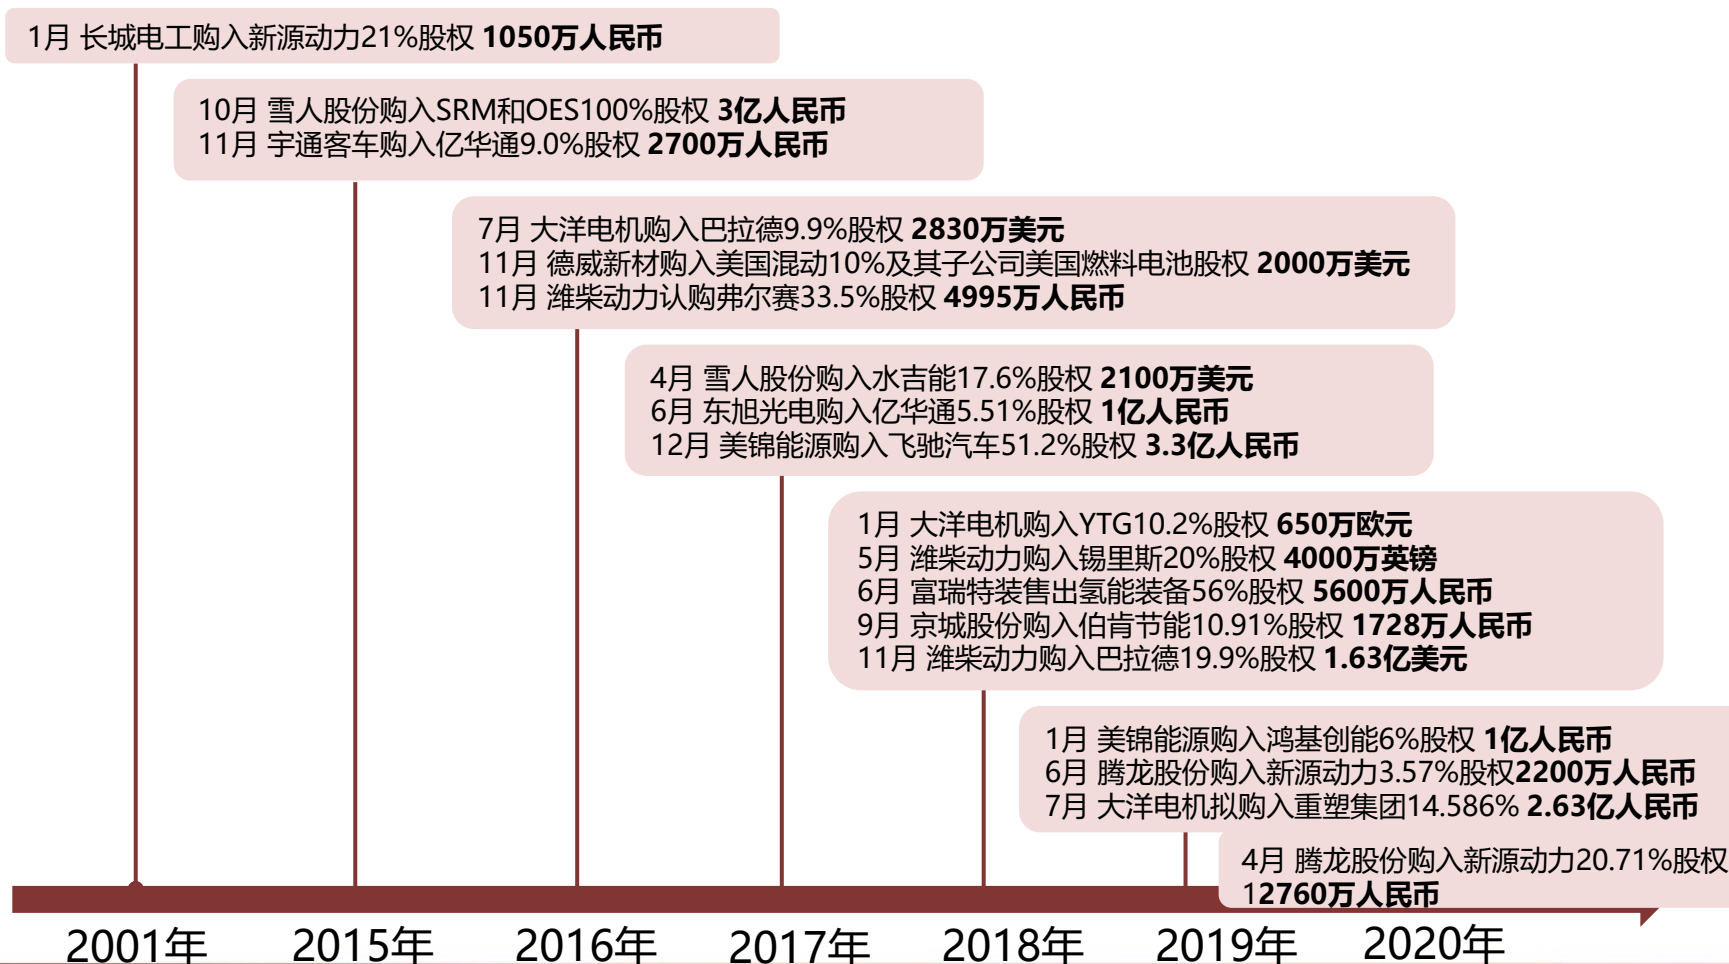 1月 长城电工购入新源动力21%股权 1050万人民币
10月 雪人股份购入SRM和OES100%股权 3亿人民币
11月 宇通客车购入亿华通9.0%股权 2700万人民币
7月 大洋电机购入巴拉德9.9%股权 2830万美元
11月 德威新材购入美国混动10%及其子公司美国燃料电池股权 2000万美元
11月 潍柴动力认购弗尔赛33.5%股权 4995万人民币
4月 雪人股份购入水吉能17.6%股权 2100万美元
6月 东旭光电购入亿华通5.51%股权 1亿人民币
12月 美锦能源购入飞驰汽车51.2%股权 3.3亿人民币
1月 大洋电机购入YTG10.2%股权 650万欧元
5月 潍柴动力购入锡里斯20%股权 4000万英镑
6月 富瑞特装售出氢能装备56%股权 5600万人民币
9月 京城股份购入伯肯节能10.91%股权 1728万人民币
11月 潍柴动力购入巴拉德19.9%股权 1.63亿美元
1月 美锦能源购入鸿基创能6%股权 1亿人民币
6月 腾龙股份购入新源动力3.57%股权2200万人民币
7月 大洋电机拟购入重塑集团14.586% 2.63亿人民币
4月 腾龙股份购入新源动力20.71%股权
12760万人民币
2001年 2015年 2016年 2017年 2018年 2019年 2020年